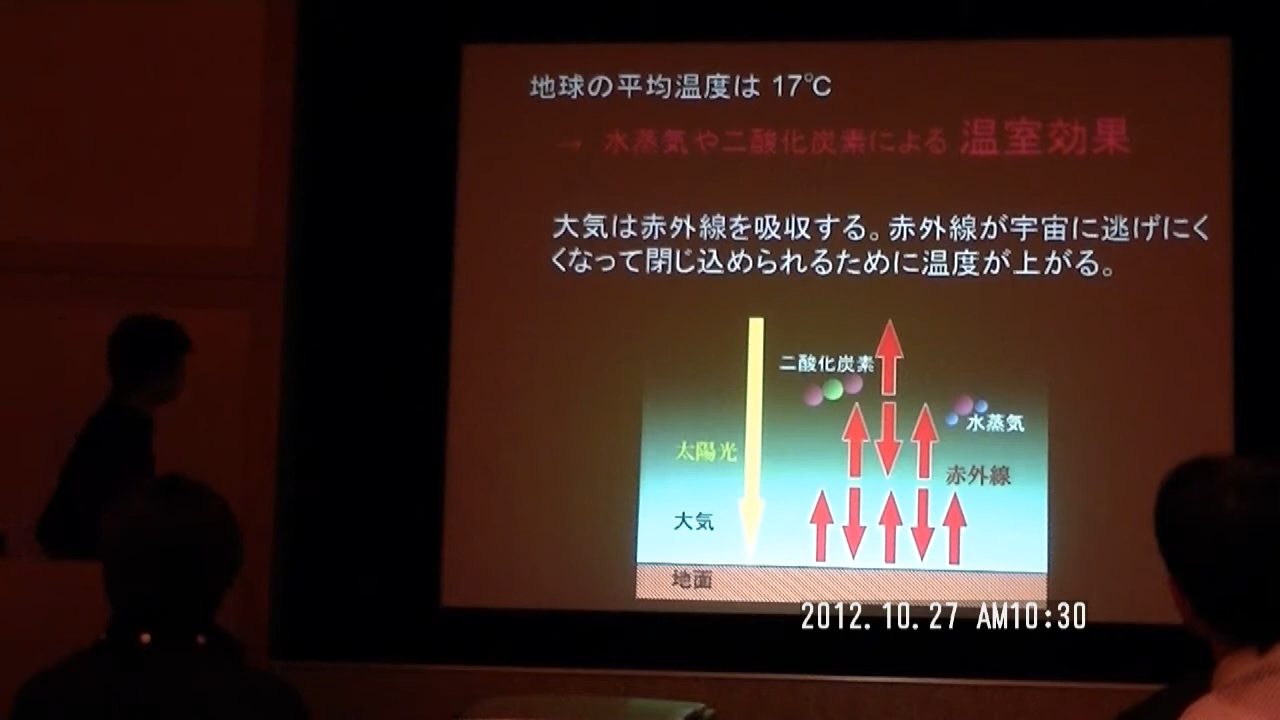 地球の平均温度は 17℃
→ 水蒸気や二酸化炭素による 温室効果
大気は赤外線を吸収する。赤外線が宇宙に逃げにく
くなって閉じ込められるために温度が上がる。
二酸化炭素
水蒸気
太陽光
赤外線
大気
地面
2012.10.27 AM10:30